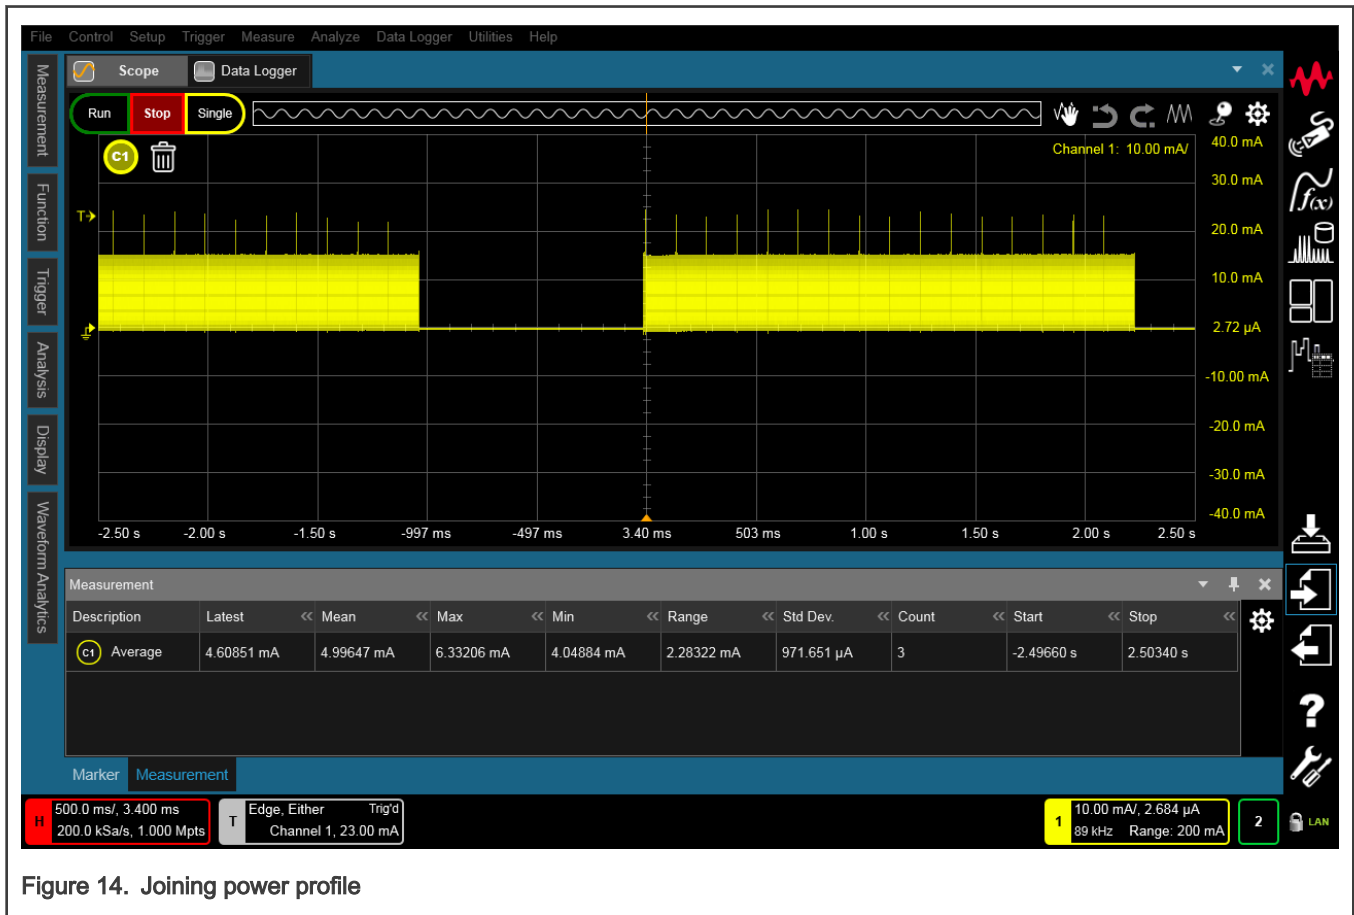 File Control Setup Trigger Measure Analyze Data Logger Utilities Help
Scope Data Logger
Run Stop Single
C1
Channel 1: 10.00 mA/
40.0 mA
30.0 mA
T
20.0 mA
10.0 mA
2.72 µA
-10.00 mA
-20.0 mA
-30.0 mA
-40.0 mA
-2.50 s -2.00 s -1.50 s -997 ms -497 ms 3.40 ms 503 ms 1.00 s 1.50 s 2.00 s 2.50 s
Measurement
Function
Trigger
Analysis
Display
Waveform Analytics
f(x)
Measurement
Description Latest Mean Max Min Range Std Dev. Count Start Stop
C1 Average 4.60851 mA 4.99647 mA 6.33206 mA 4.04884 mA 2.28322 mA 971.651 µA 3 -2.49660 s 2.50340 s
Marker Measurement
H 500.0 ms/, 3.400 ms
200.0 kSa/s, 1.000 Mpts
T Edge, Either Trig'd
Channel 1, 23.00 mA
1 10.00 mA/, 2.684 µA
89 kHz Range: 200 mA
2
LAN
Figure 14. Joining power profile